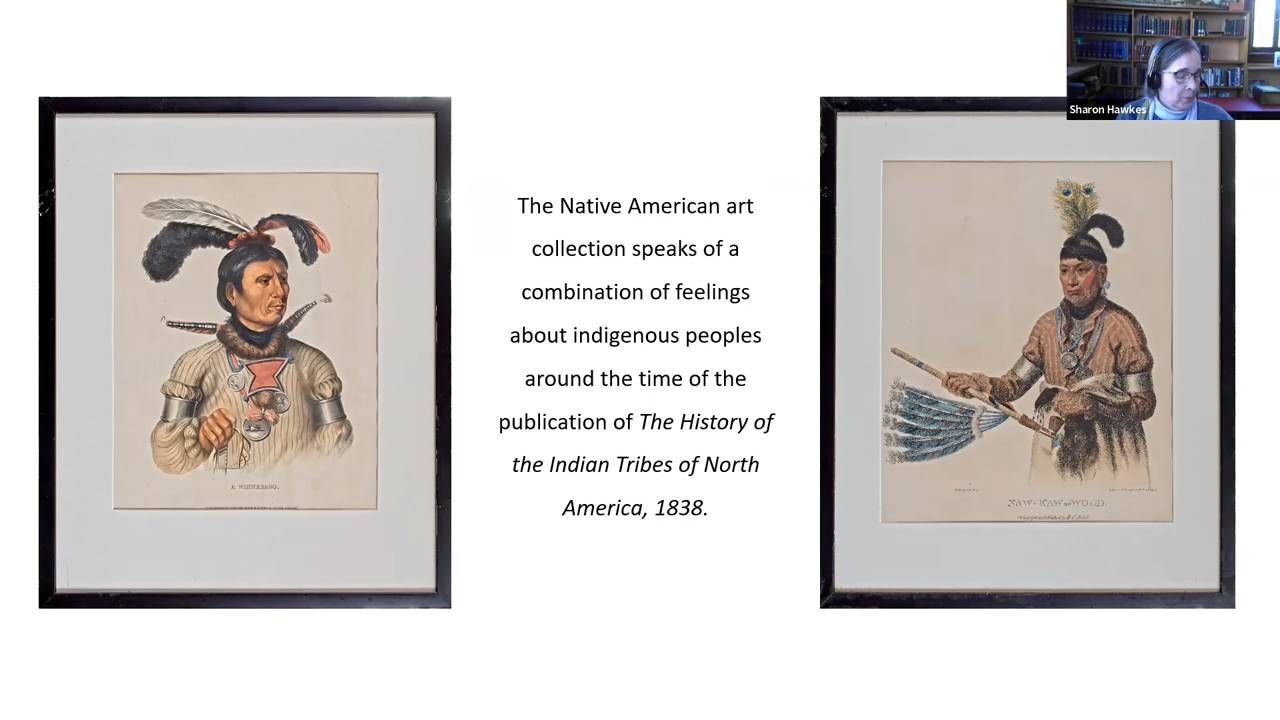 Sharon Hawkes
The Native American art
collection speaks of a
combination of feelings
about indigenous peoples
around the time of the
publication of The History of
the Indian Tribes of North
America, 1838.
A WINNEBAGO.
NAW-KAW or WOOD.